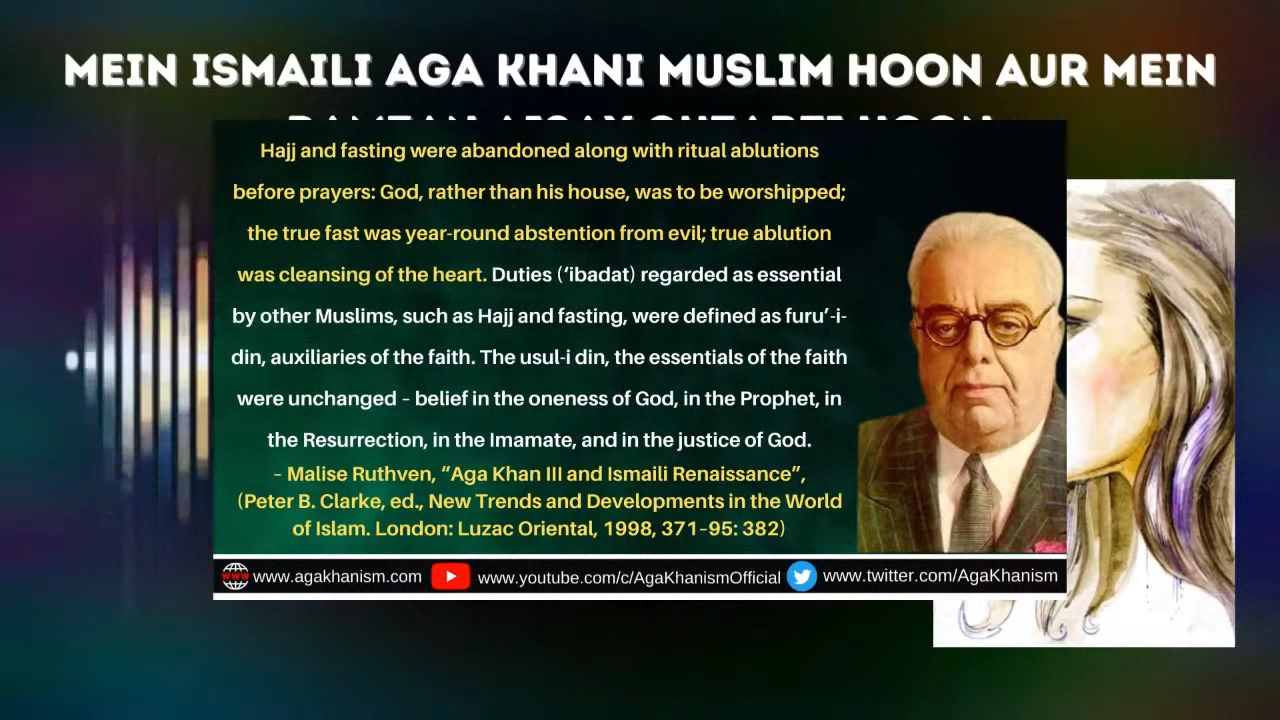 MEIN ISMAILI AGA KHANI MUSLIM HOON AUR MEIN
Hajj and fasting were abandoned along with ritual ablutions
before prayers: God, rather than his house, was to be worshipped;
the true fast was year-round abstention from evil; true ablution
was cleansing of the heart. Duties (‘ibadat) regarded as essential
by other Muslims, such as Hajj and fasting, were defined as furu’-i-
din, auxiliaries of the faith. The usul-i din, the essentials of the faith
were unchanged – belief in the oneness of God, in the Prophet, in
the Resurrection, in the Imamate, and in the justice of God.
– Malise Ruthven, “Aga Khan III and Ismaili Renaissance”,
(Peter B. Clarke, ed., New Trends and Developments in the World
of Islam. London: Luzac Oriental, 1998, 371–95: 382)
WWW www.agakhanism.com www.youtube.com/c/AgaKhanismOfficial www.twitter.com/AgaKhanism